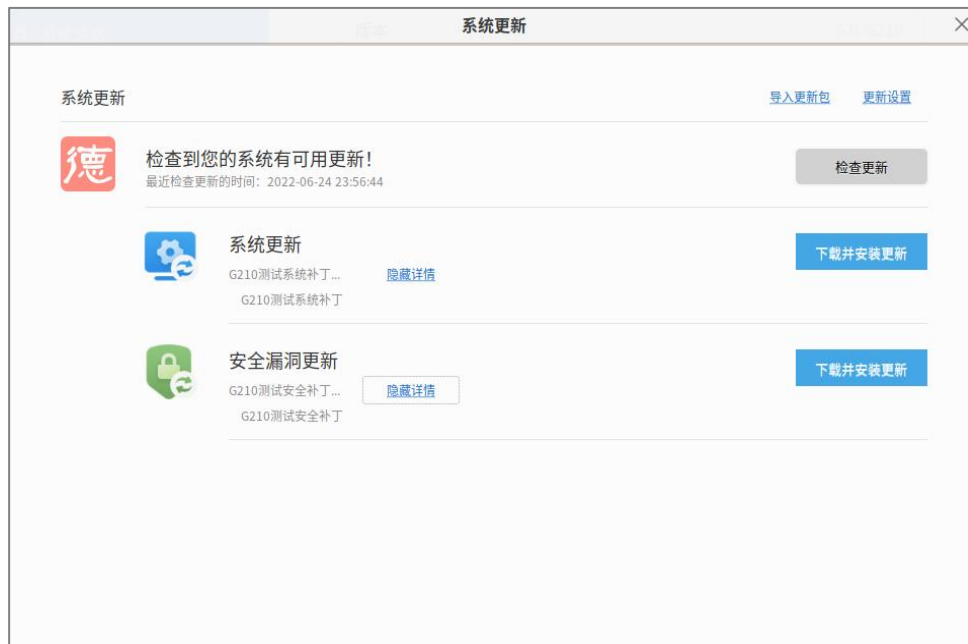 系统更新
系统更新
导入更新包 更新设置
德
检查到您的系统有可用更新！
最近检查更新的时间：2022-06-24 23:56:44
检查更新
系统更新
G210测试系统补丁... 隐藏详情
G210测试系统补丁
下载并安装更新
安全漏洞更新
G210测试安全补丁... 隐藏详情
G210测试安全补丁
下载并安装更新